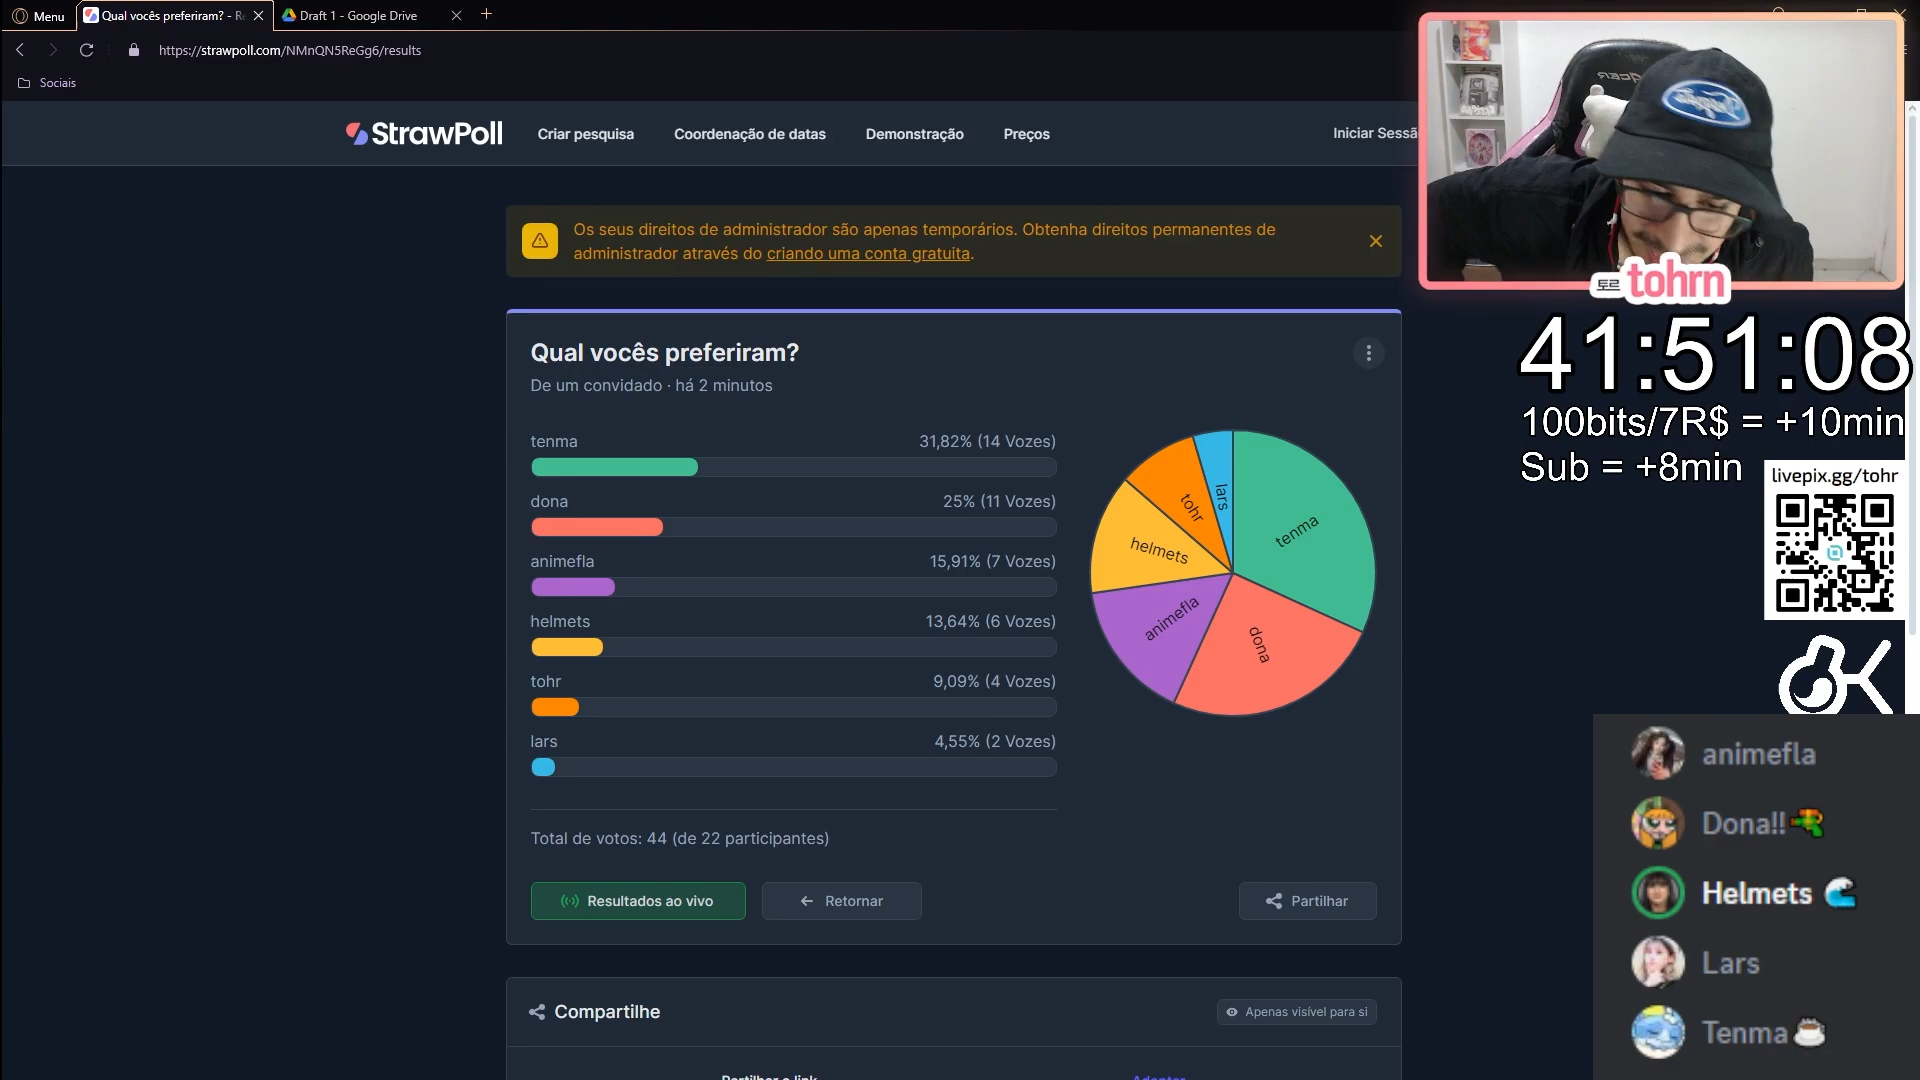 Menu
Qual vocês preferiram? - R
Draft 1 - Google Drive
https://strawpoll.com/NMnQN5ReGg6/results
Sociais
StrawPoll
Criar pesquisa
Coordenação de datas
Demonstração
Preços
Iniciar Sessã
Os seus direitos de administrador são apenas temporários. Obtenha direitos permanentes de
administrador através do criando uma conta gratuita.
토르 tohrn
41:51:08
100bits/7R$ = +10min
Sub = +8min
livepix.gg/tohr
Qual vocês preferiram?
De um convidado · há 2 minutos
tenma 31,82% (14 Vozes)
dona 25% (11 Vozes)
animefla 15,91% (7 Vozes)
helmets 13,64% (6 Vozes)
tohr 9,09% (4 Vozes)
lars 4,55% (2 Vozes)
tenma
dona
animefla
helmets
tohr
lars
Total de votos: 44 (de 22 participantes)
Resultados ao vivo
Retornar
Partilhar
Compartilhe
Apenas visível para si
animefla
Dona!!
Helmets
Lars
Tenma